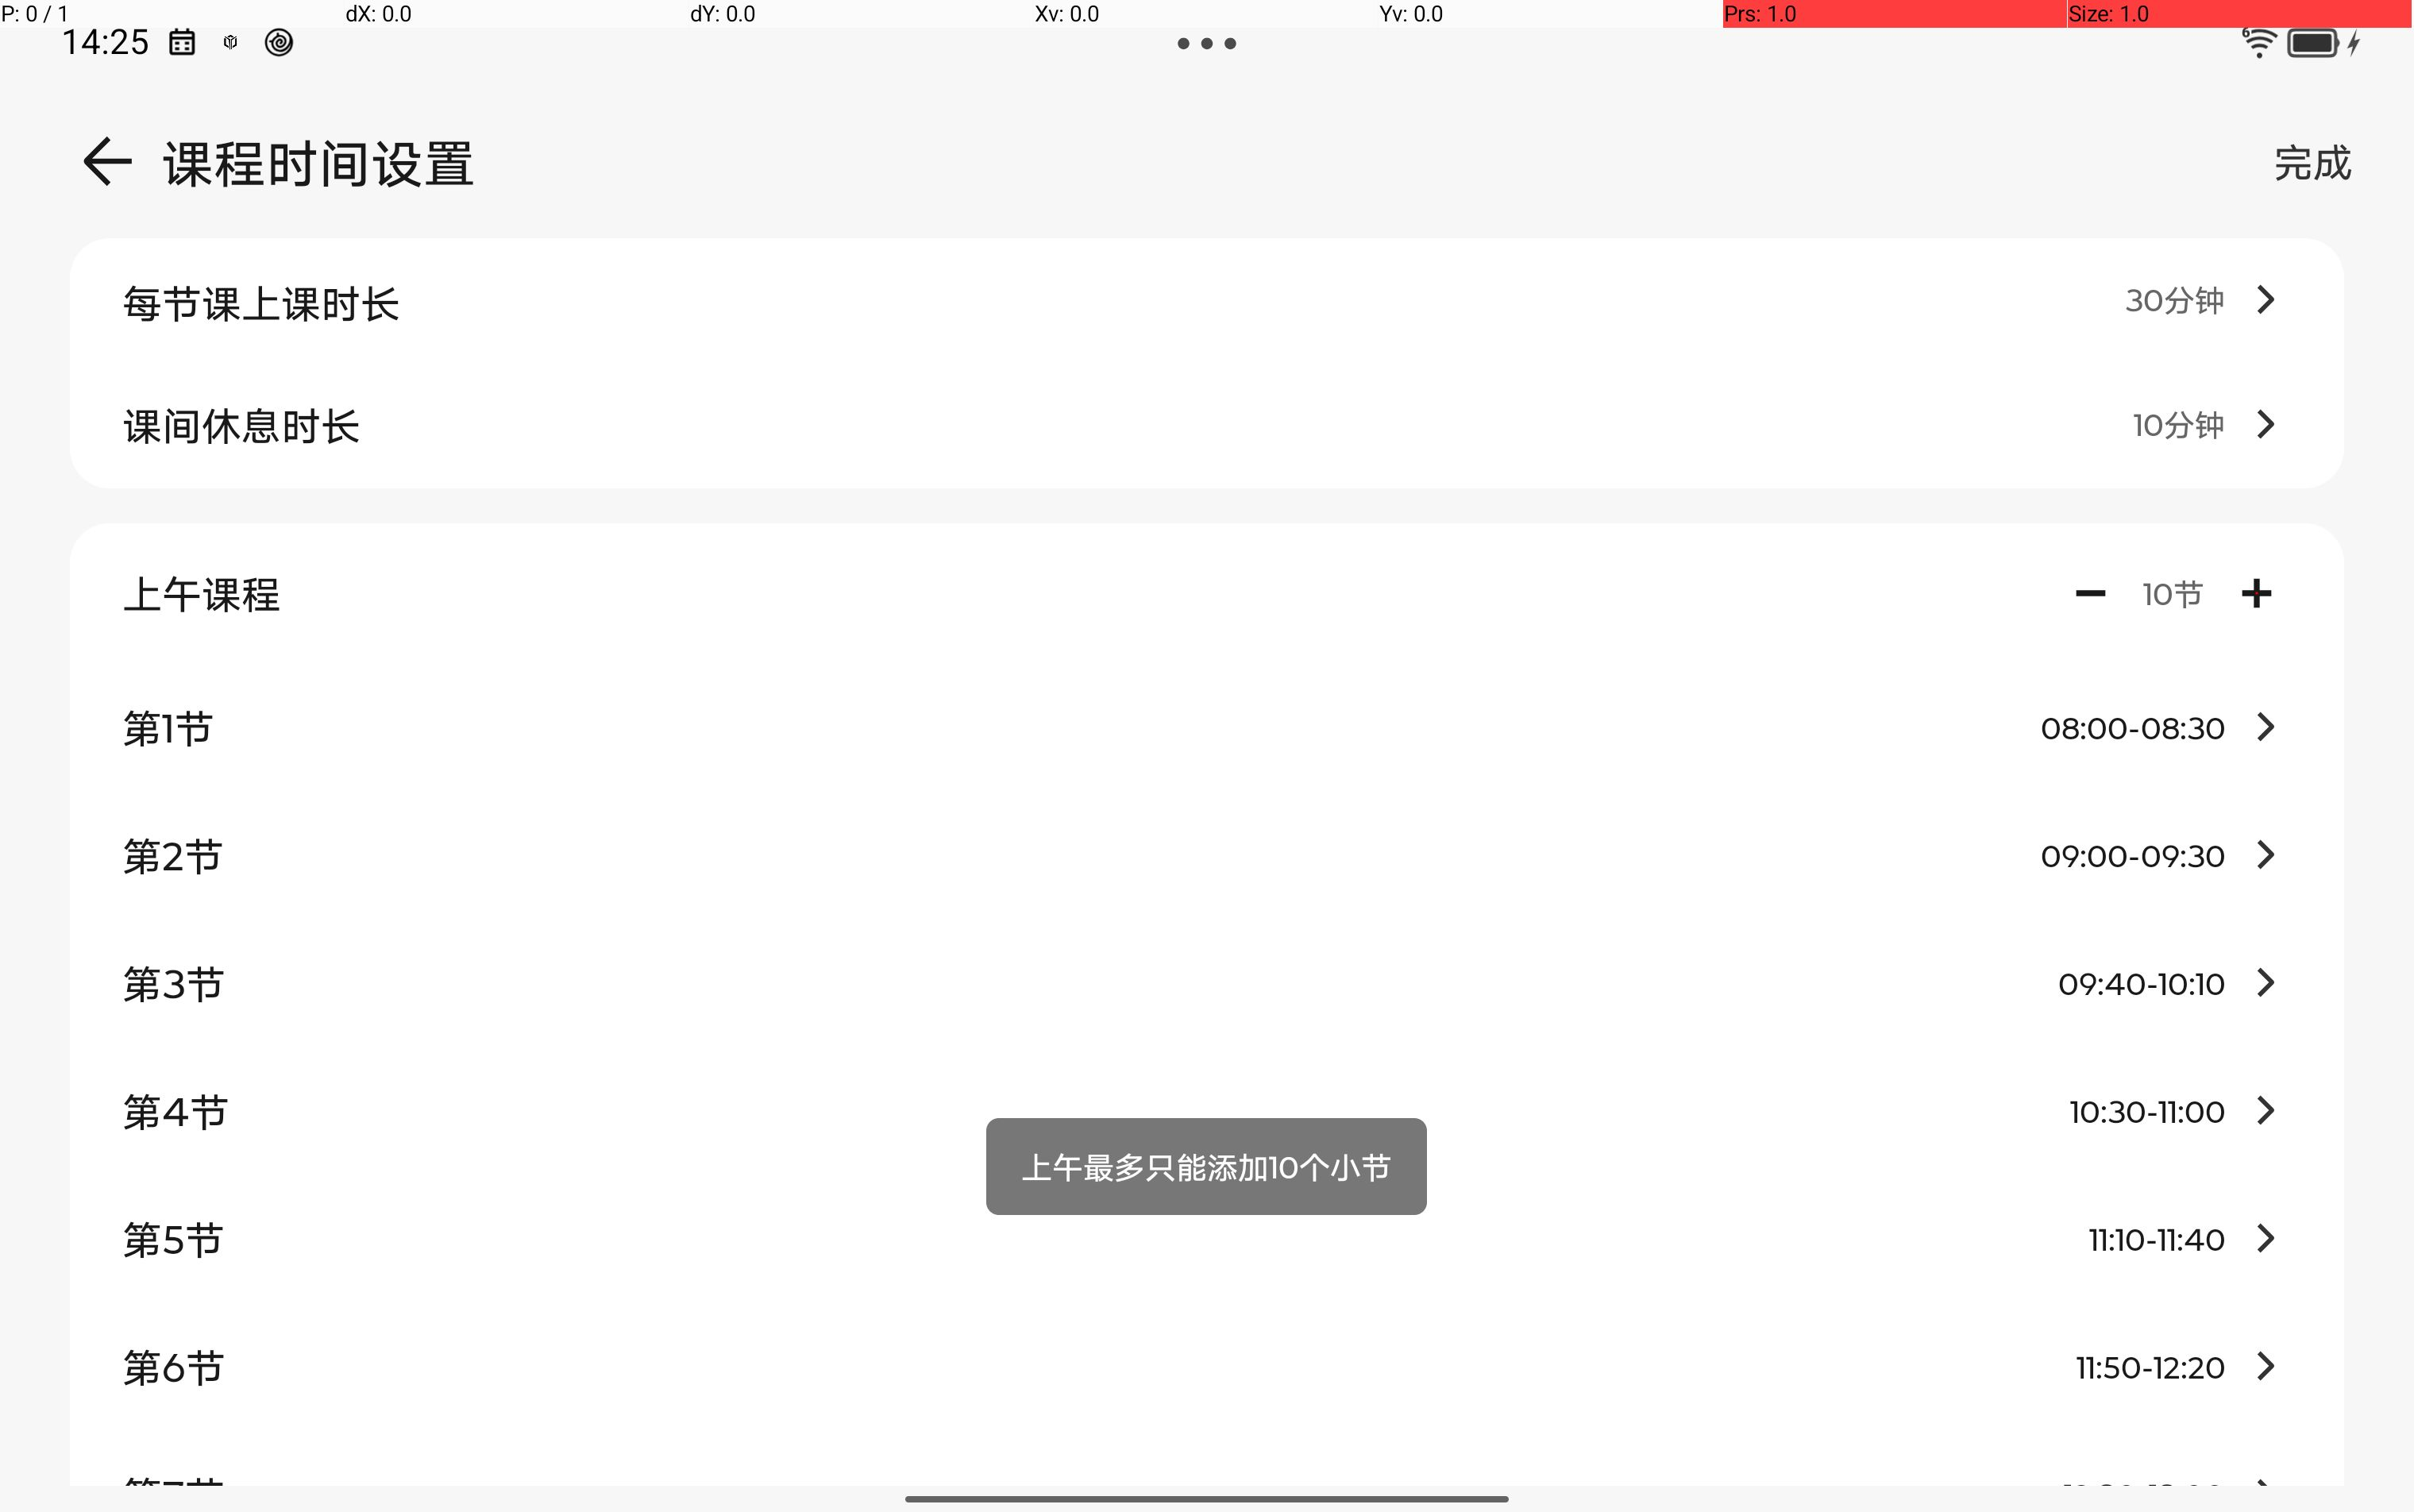 P: 0 / 1 dX: 0.0 dY: 0.0 Xv: 0.0 Yv: 0.0 Prs: 1.0 Size: 1.0
14:25 6
课程时间设置 完成
每节课上课时长 30分钟
课间休息时长 10分钟
上午课程 10节
第1节 08:00-08:30
第2节 09:00-09:30
第3节 09:40-10:10
第4节 10:30-11:00
上午最多只能添加10个小节
第5节 11:10-11:40
第6节 11:50-12:20